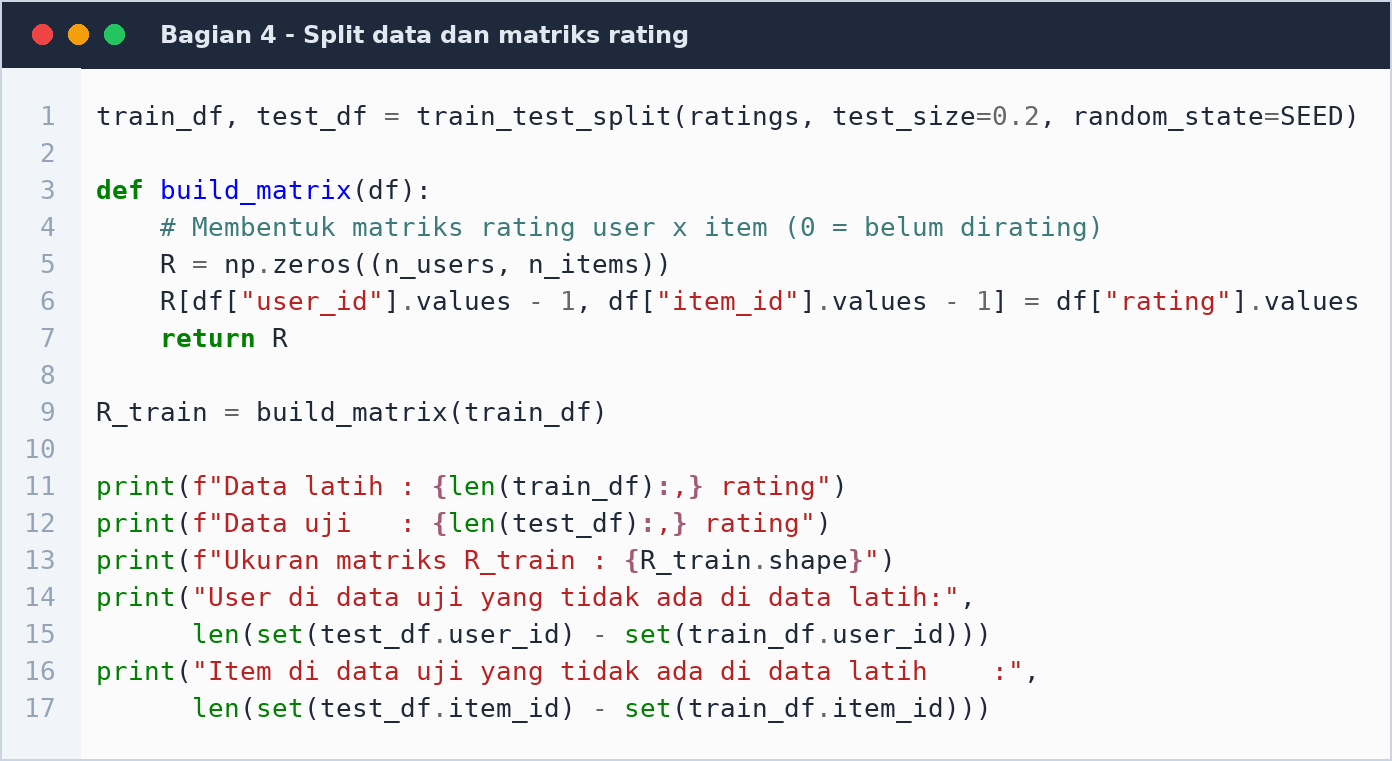 Bagian 4 - Split data dan matriks rating
1 train_df, test_df = train_test_split(ratings, test_size=0.2, random_state=SEED)
2
3 def build_matrix(df):
4     # Membentuk matriks rating user x item (0 = belum dirating)
5     R = np.zeros((n_users, n_items))
6     R[df["user_id"].values - 1, df["item_id"].values - 1] = df["rating"].values
7     return R
8
9 R_train = build_matrix(train_df)
10
11 print(f"Data latih : {len(train_df):,} rating")
12 print(f"Data uji   : {len(test_df):,} rating")
13 print(f"Ukuran matriks R_train : {R_train.shape}")
14 print("User di data uji yang tidak ada di data latih:",
15       len(set(test_df.user_id) - set(train_df.user_id)))
16 print("Item di data uji yang tidak ada di data latih    :",
17       len(set(test_df.item_id) - set(train_df.item_id)))